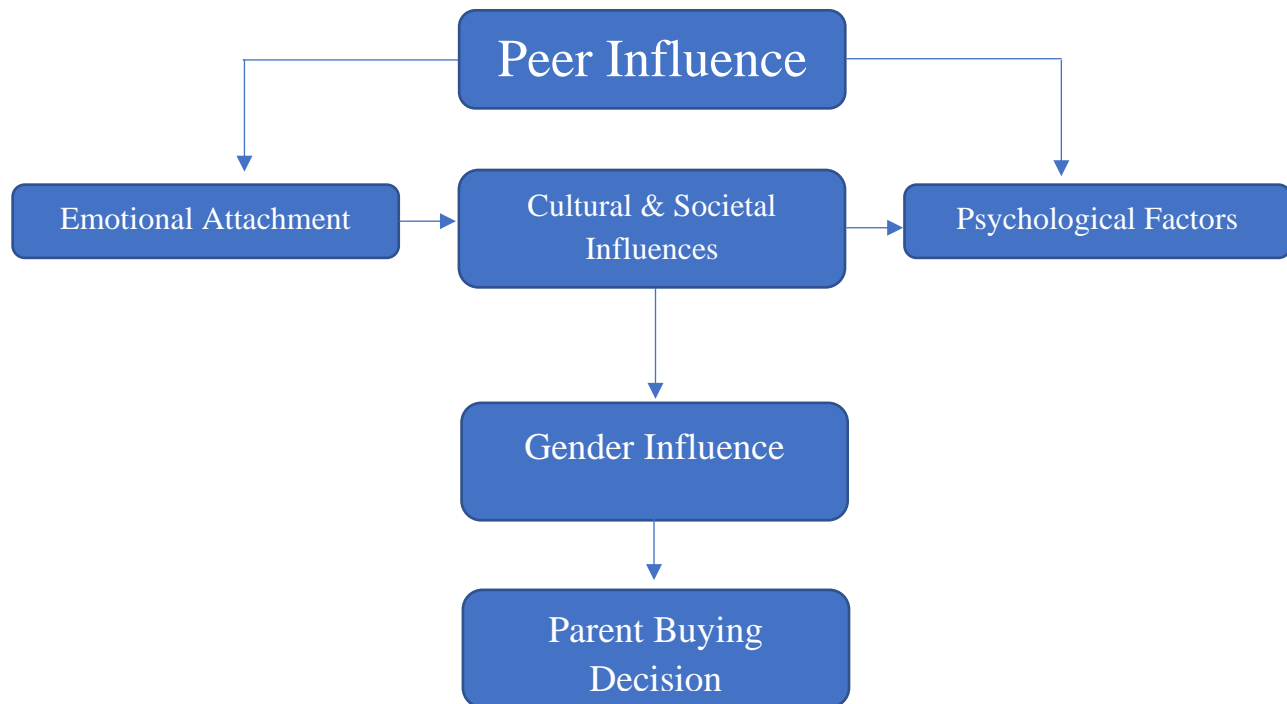 Peer Influence
Emotional Attachment
Cultural & Societal
Influences
Psychological Factors
Gender Influence
Parent Buying
Decision